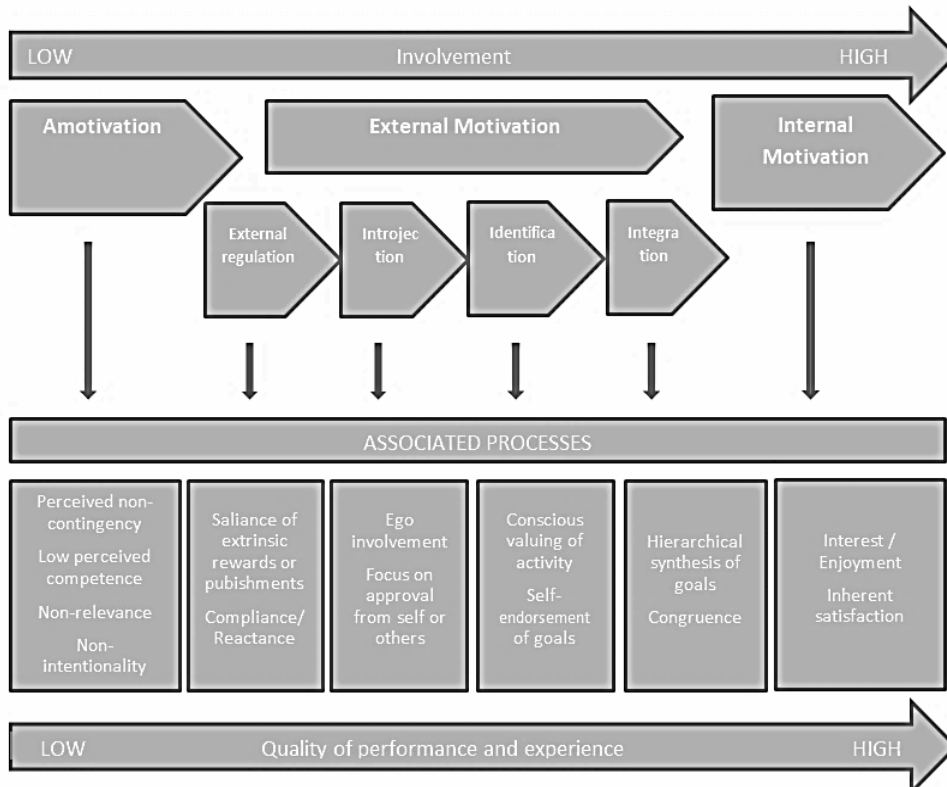 LOW Involvement HIGH
Amotivation
External Motivation
Internal
Motivation
External
regulation
Introjec
tion
Identifica
tion
Integra
tion
ASSOCIATED PROCESSES
Perceived non-
contingency
Low perceived
competence
Non-relevance
Non-
intentionality
Saliance of
extrinsic
rewards or
pubishments
Compliance/
Reactance
Ego
involvement
Focus on
approval
from self or
others
Conscious
valuing of
activity
Self-
endorsement
of goals
Hierarchical
synthesis of
goals
Congruence
Interest /
Enjoyment
Inherent
satisfaction
LOW Quality of performance and experience HIGH